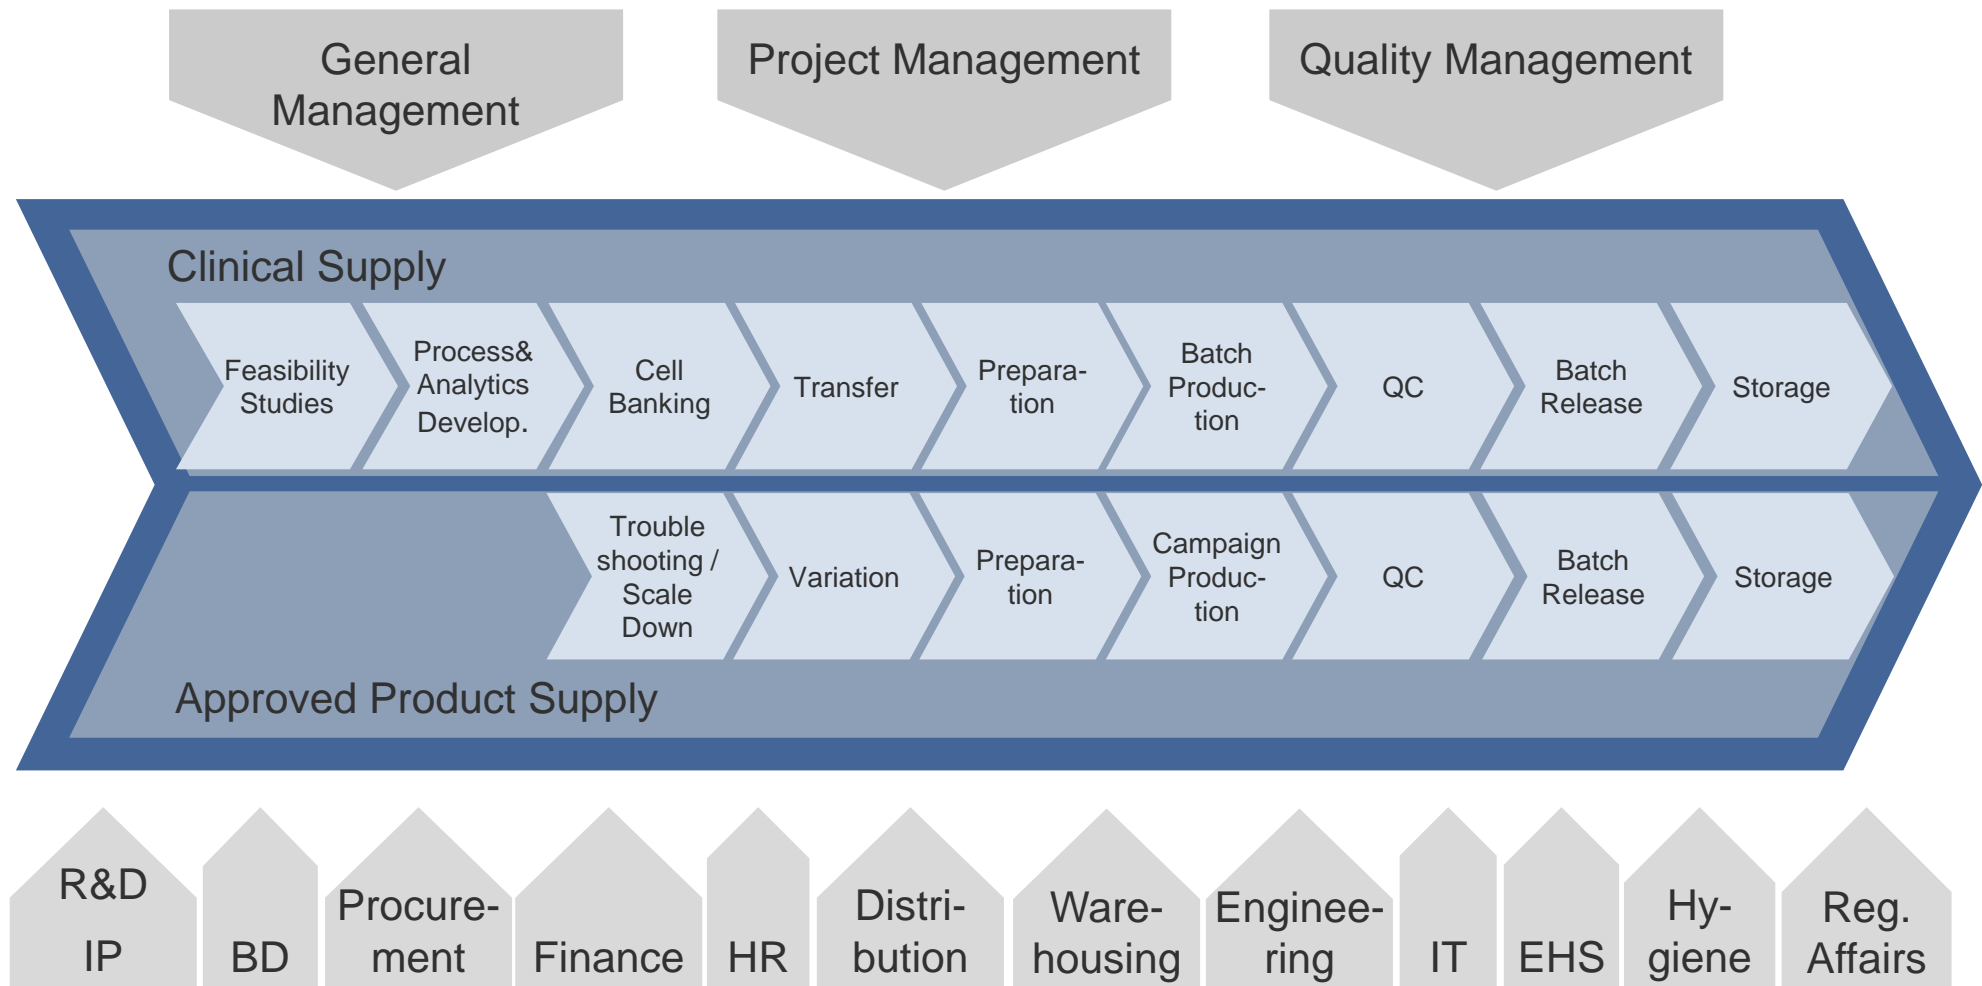 General
Management
Project Management
Quality Management
Clinical Supply
Feasibility
Studies
Process&
Analytics
Develop.
Cell
Banking
Transfer
Prepara-
tion
Batch
Produc-
tion
QC
Batch
Release
Storage
Trouble
shooting /
Scale
Down
Variation
Prepara-
tion
Campaign
Produc-
tion
QC
Batch
Release
Storage
Approved Product Supply
R&D
IP
BD
Procure-
ment
Finance
HR
Distri-
bution
Ware-
housing
Enginee-
ring
IT
EHS
Hy-
giene
Reg.
Affairs